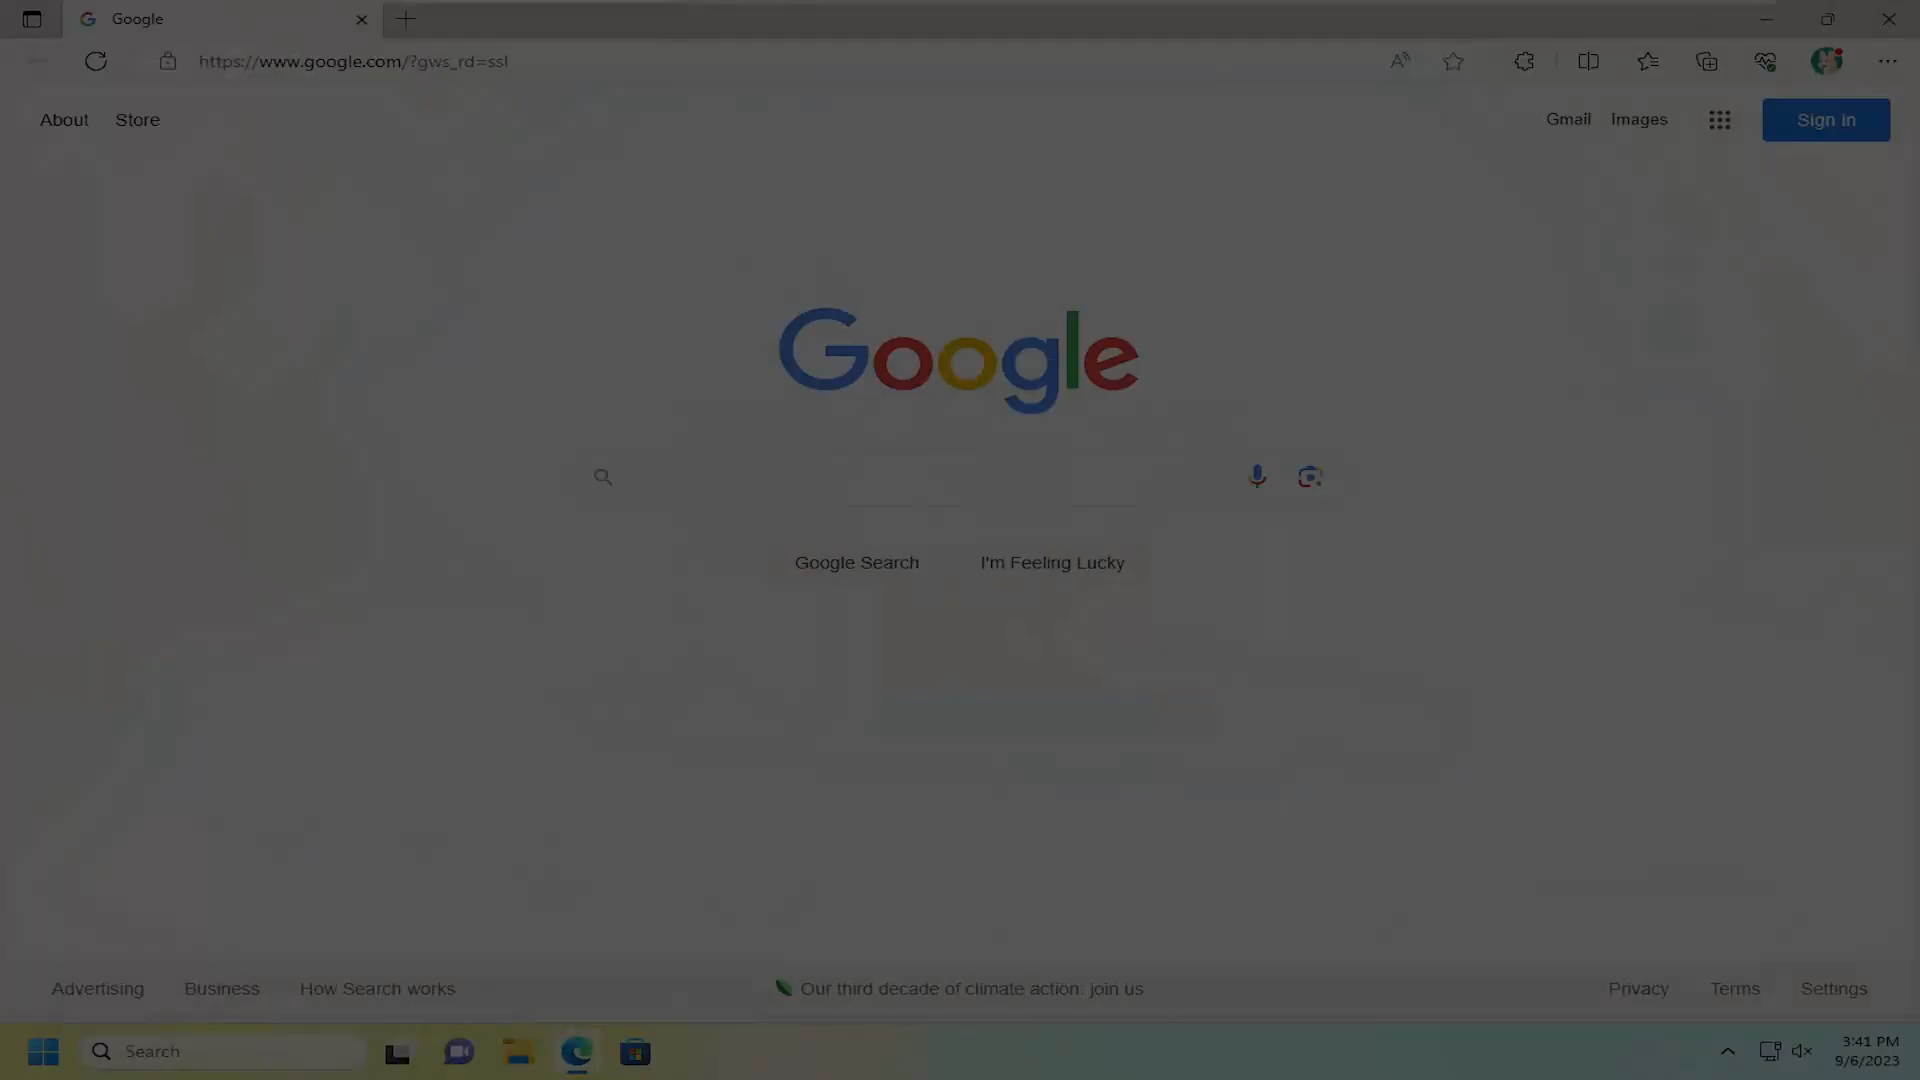 Google
https://www.google.com/?gws_rd=ssl
About Store
Gmail Images Sign in
Google
Google Search I'm Feeling Lucky
Advertising Business How Search works
Our third decade of climate action: join us
Privacy Terms Settings
Search
3:41 PM
9/6/2023